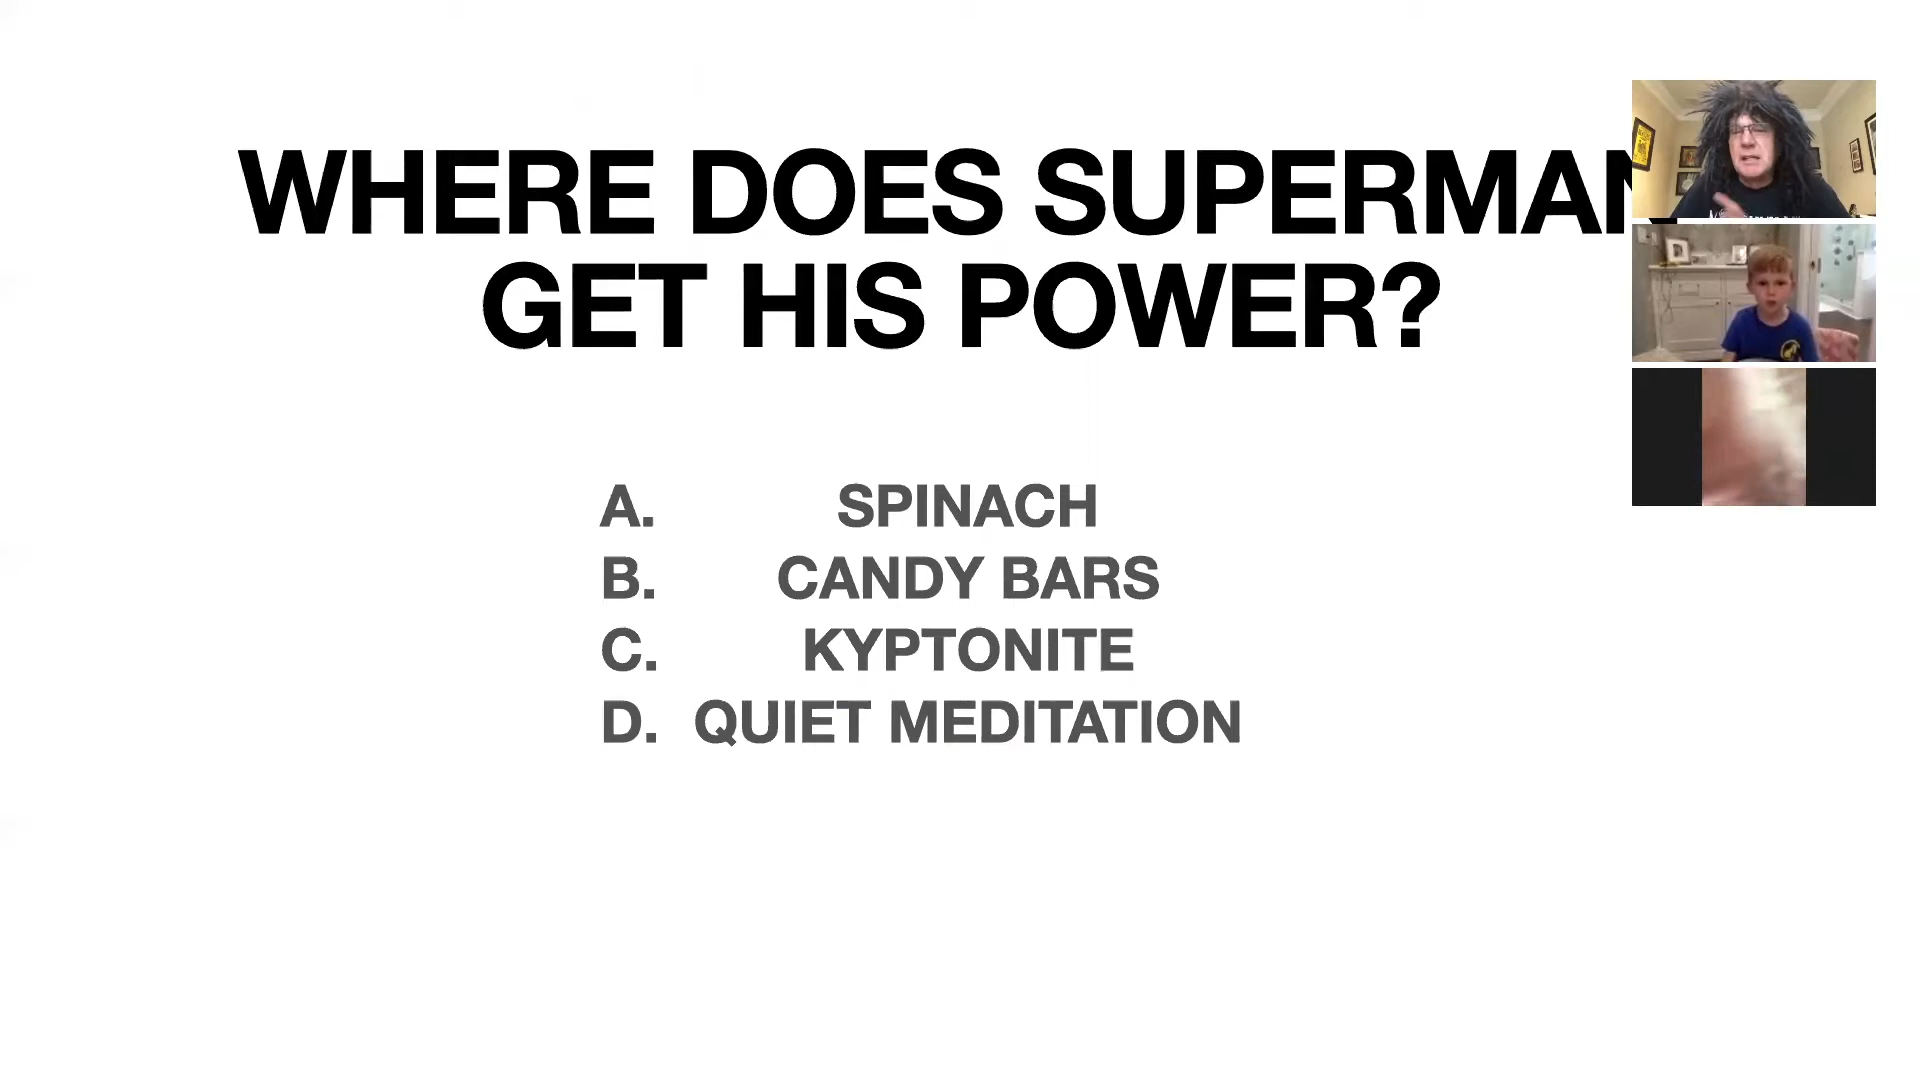 WHERE DOES SUPERMAN
GET HIS POWER?
A. SPINACH
B. CANDY BARS
C. KYPTONITE
D. QUIET MEDITATION